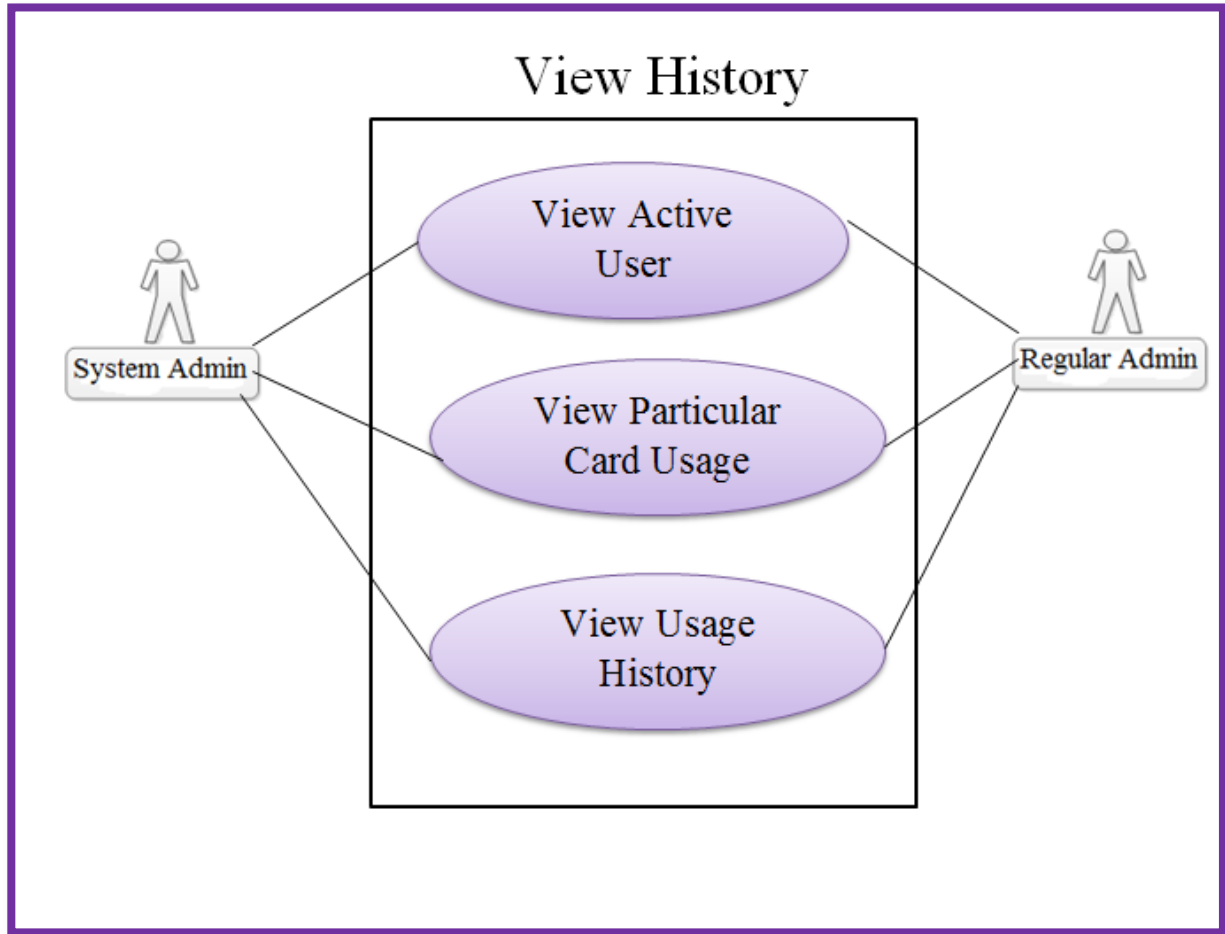 View History
View Active
User
System Admin
Regular Admin
View Particular
Card Usage
View Usage
History